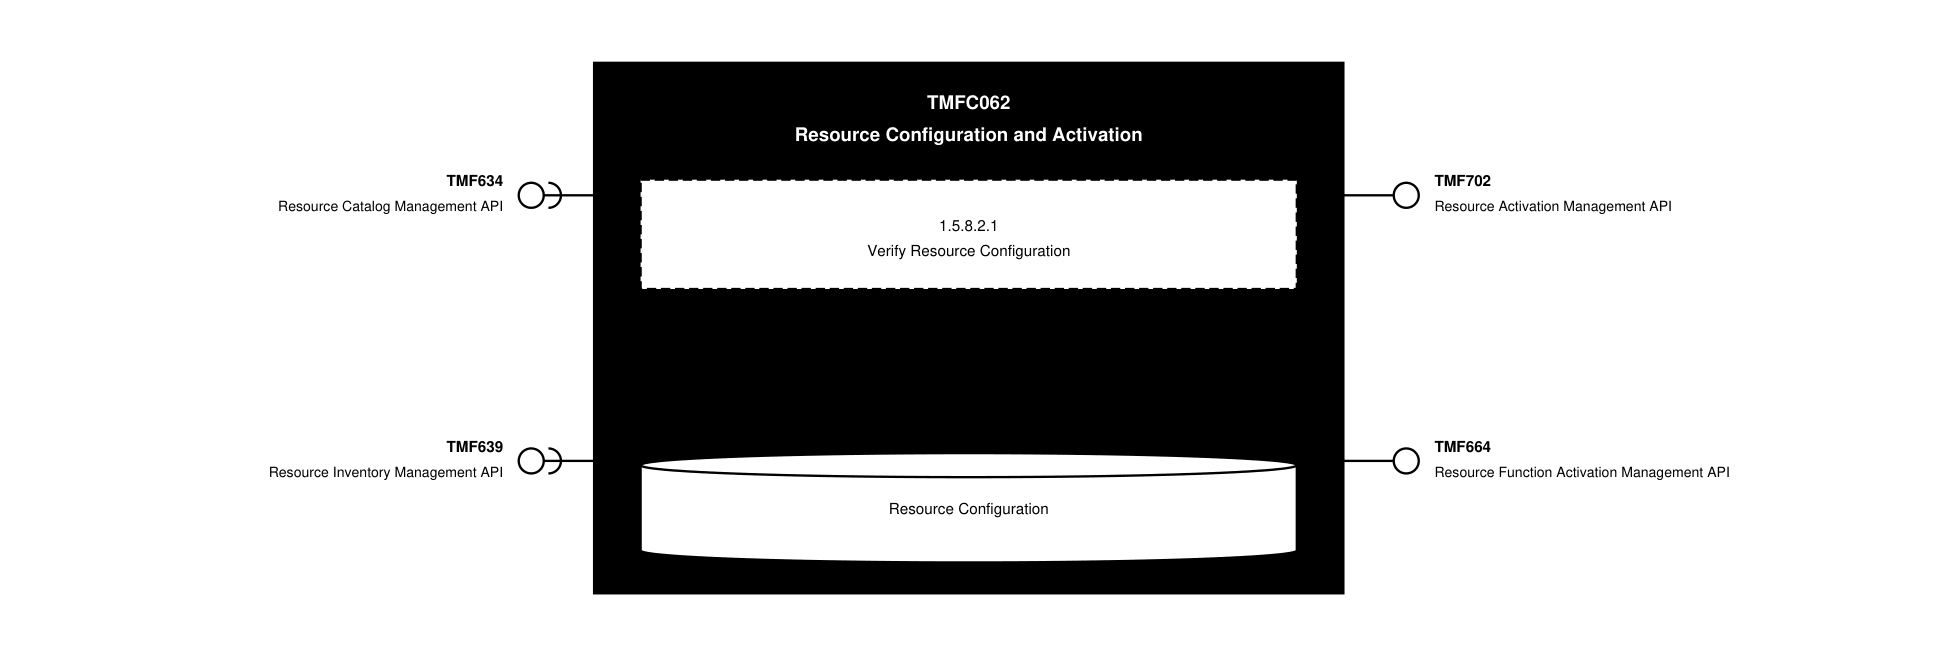 TMFC062
Resource Configuration and Activation
TMF634
Resource Catalog Management API
1.5.8.2.1
Verify Resource Configuration
TMF702
Resource Activation Management API
TMF639
Resource Inventory Management API
Resource Configuration
TMF664
Resource Function Activation Management API